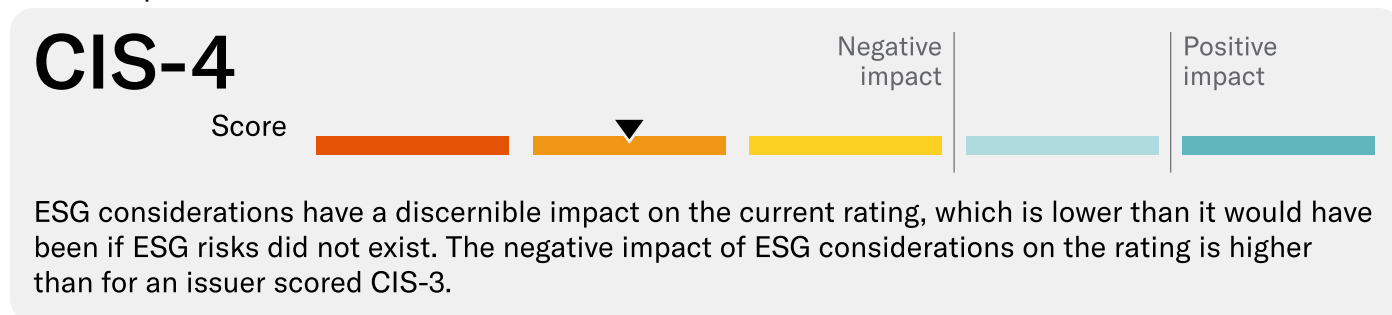 CIS-4
Negative
impact
Positive
impact
Score
ESG considerations have a discernible impact on the current rating, which is lower than it would have
been if ESG risks did not exist. The negative impact of ESG considerations on the rating is higher
than for an issuer scored CIS-3.